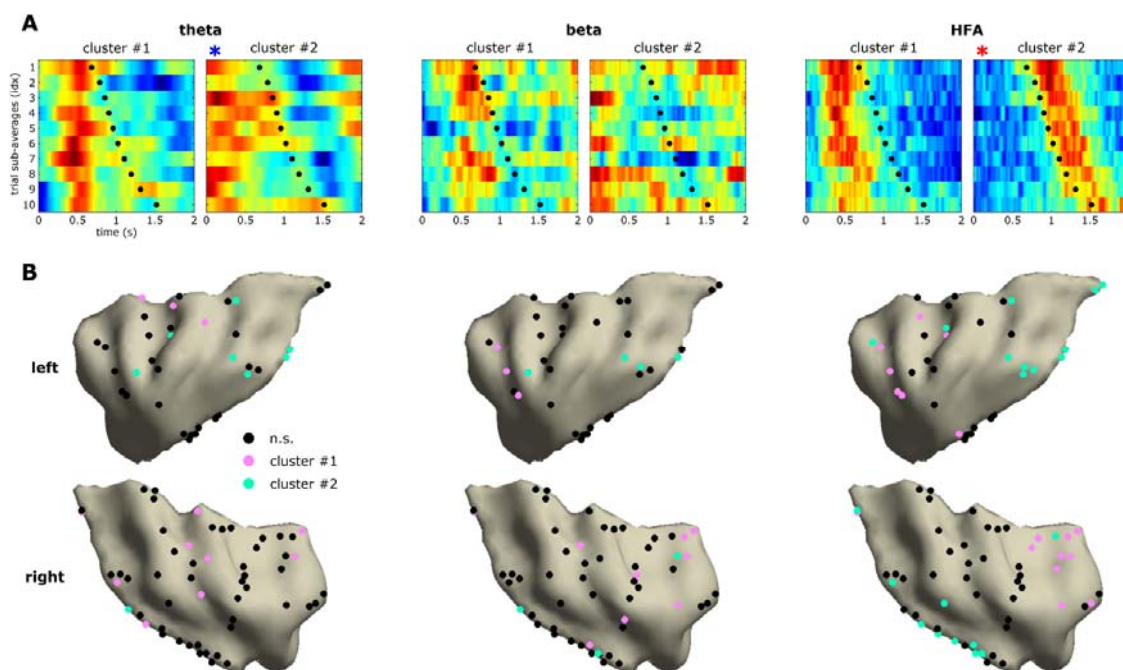 A
theta
beta
HFA
cluster #1 * cluster #2
cluster #1 cluster #2
cluster #1 * cluster #2
trial sub-averages (idx)
1
2
3
4
5
6
7
8
9
10
0 0.5 1 1.5 2 0 0.5 1 1.5 2
0 0.5 1 1.5 2 0 0.5 1 1.5 2
0 0.5 1 1.5 2 0 0.5 1 1.5 2
time (s)
B
left
n.s.
cluster #1
cluster #2
right